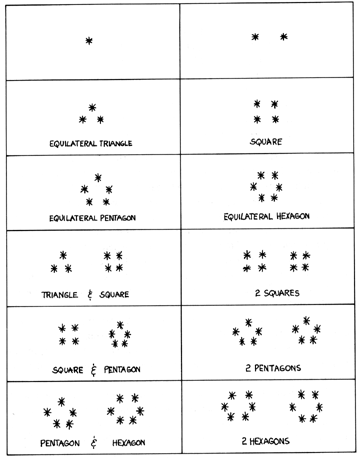 EQUILATERAL TRIANGLE
SQUARE
EQUILATERAL PENTAGON
EQUILATERAL HEXAGON
TRIANGLE & SQUARE
2 SQUARES
SQUARE & PENTAGON
2 PENTAGONS
PENTAGON & HEXAGON
2 HEXAGONS